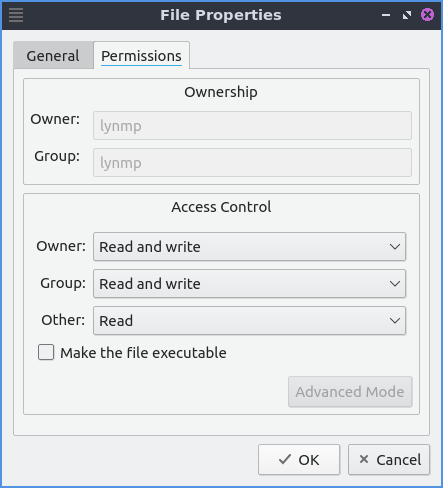 File Properties
General Permissions
Ownership
Owner: lynmp
Group: lynmp
Access Control
Owner: Read and write
Group: Read and write
Other: Read
Make the file executable
Advanced Mode
OK Cancel